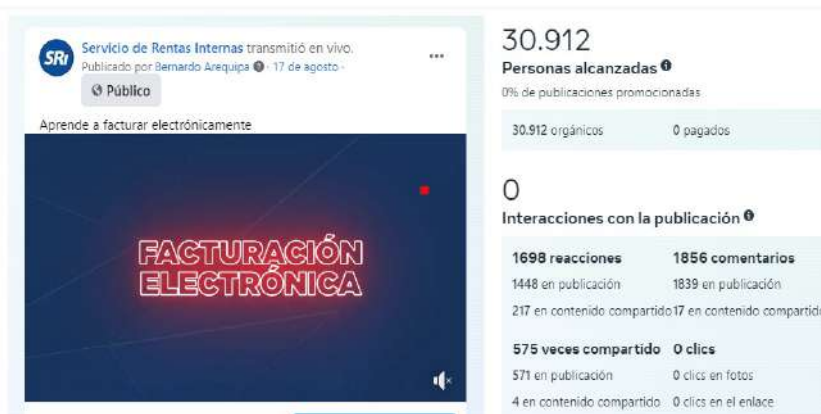 SRi
Servicio de Rentas Internas transmitió en vivo.
Publicado por Bernardo Arequipa · 17 de agosto ·
Público
Aprende a facturar electrónicamente
FACTURACIÓN
ELECTRÓNICA
30.912
Personas alcanzadas
0% de publicaciones promocionadas
30.912 orgánicos 0 pagados
0
Interacciones con la publicación
1698 reacciones 1856 comentarios
1448 en publicación 1839 en publicación
217 en contenido compartido 17 en contenido compartido
575 veces compartido 0 clics
571 en publicación 0 clics en fotos
4 en contenido compartido 0 clics en el enlace